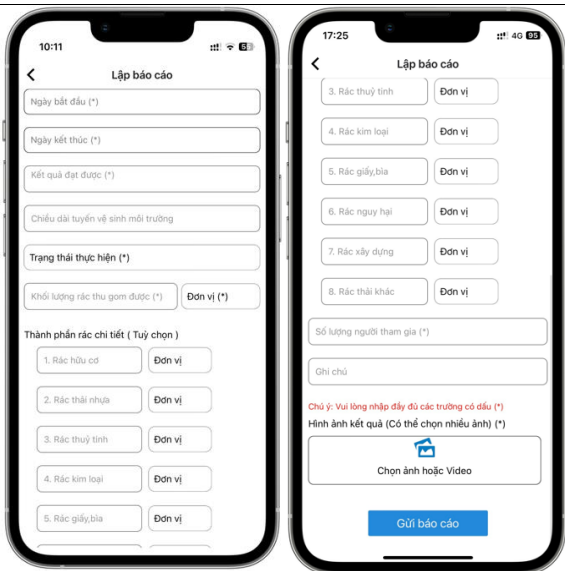 10:11
Lập báo cáo
Ngày bắt đầu (*)
Ngày kết thúc (*)
Kết quả đạt được (*)
Chiều dài tuyến vệ sinh môi trường
Trạng thái thực hiện (*)
Khối lượng rác thu gom được (*) Đơn vị (*)
Thành phần rác chi tiết ( Tuỳ chọn )
1. Rác hữu cơ Đơn vị
2. Rác thải nhựa Đơn vị
3. Rác thuỷ tinh Đơn vị
4. Rác kim loại Đơn vị
5. Rác giấy,bìa Đơn vị
17:25 4G 95
Lập báo cáo
3. Rác thuỷ tinh Đơn vị
4. Rác kim loại Đơn vị
5. Rác giấy,bìa Đơn vị
6. Rác nguy hại Đơn vị
7. Rác xây dựng Đơn vị
8. Rác thải khác Đơn vị
Số lượng người tham gia (*)
Ghi chú
Chú ý: Vui lòng nhập đầy đủ các trường có dấu (*)
Hình ảnh kết quả (Có thể chọn nhiều ảnh) (*)
Chọn ảnh hoặc Video
Gửi báo cáo